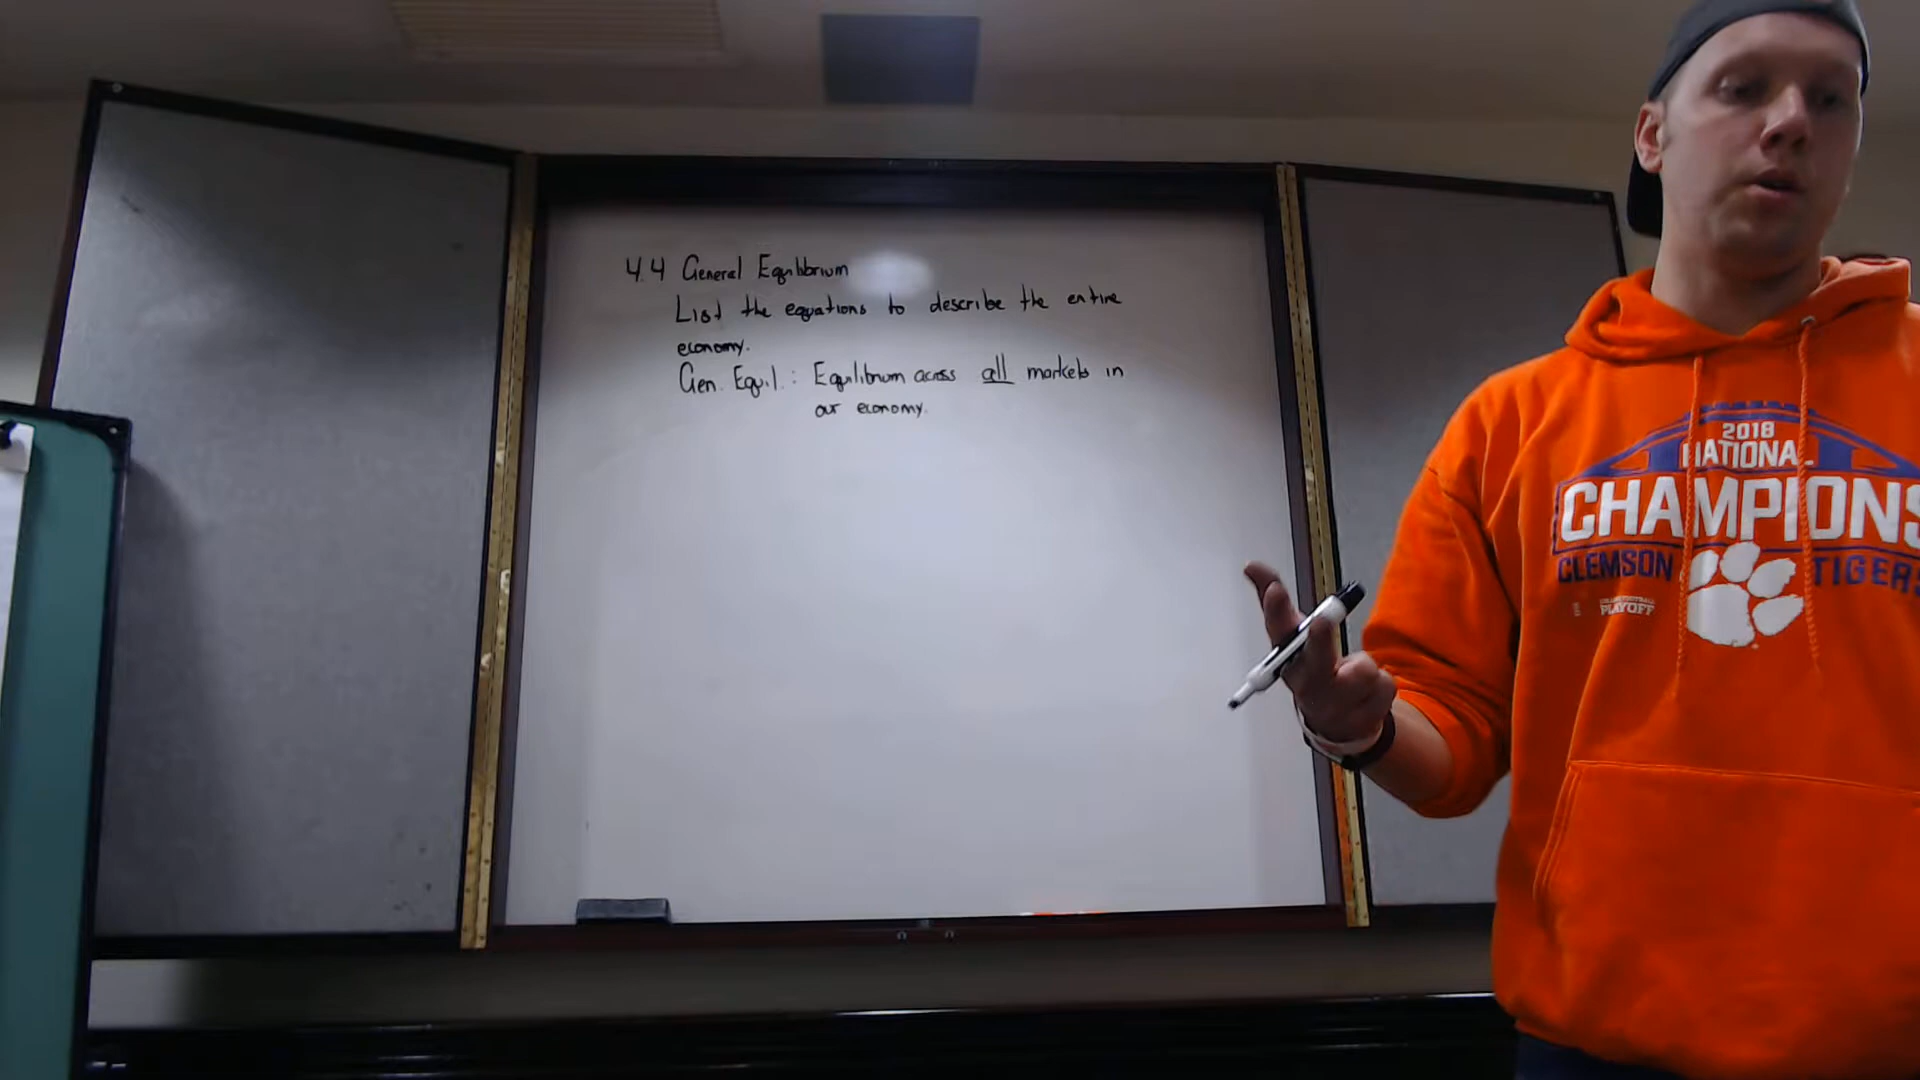 4.4 General Equilibrium
List the equations to describe the entire
economy.
Gen. Equil.: Equilibrium across all markets in
our economy.
2018
NATIONAL
CHAMPIONS
CLEMSON TIGERS
PLAYOFF